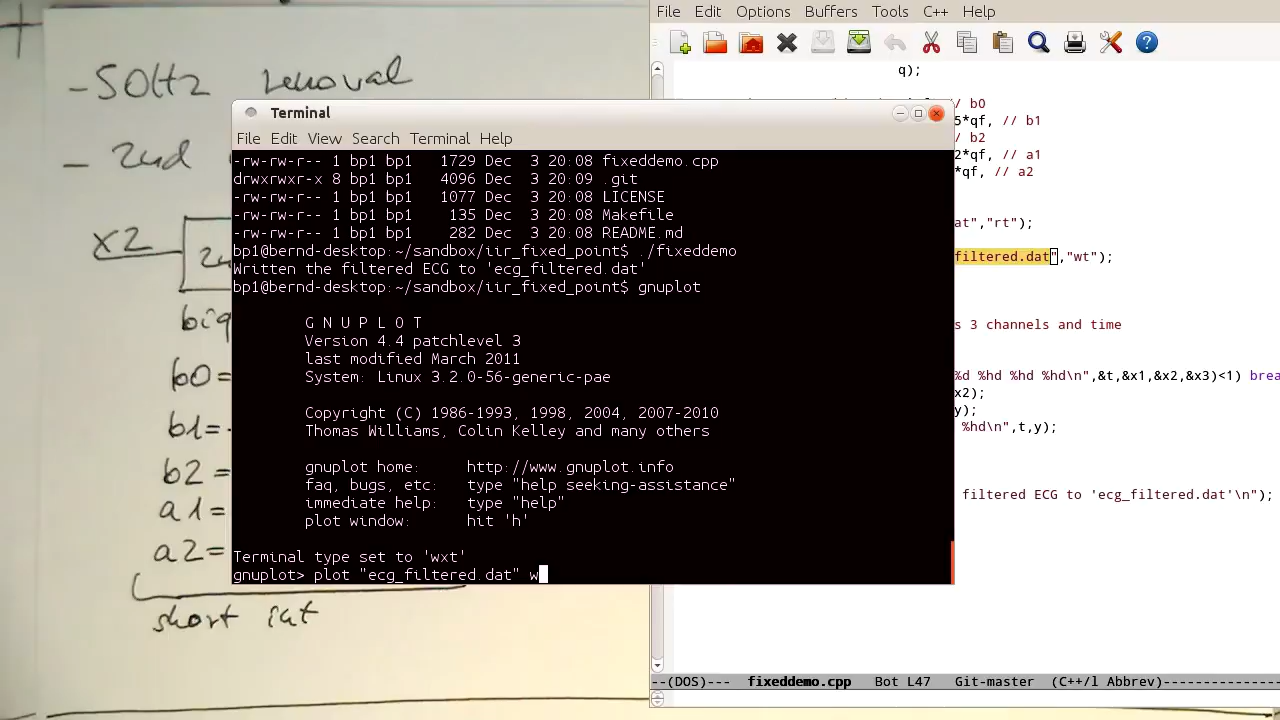 -50Hz removal
- 2nd
x2
2n
biq
b0=
b1=-
b2=
a1=
a2=
short int
File Edit Options Buffers Tools C++ Help
q);
// b0
5*qf, // b1
// b2
2*qf, // a1
*qf, // a2
at","rt");
filtered.dat","wt");
s 3 channels and time
%d %hd %hd %hd\n",&t,&x1,&x2,&x3)<1) brea
x2);
y);
%hd\n",t,y);
filtered ECG to 'ecg_filtered.dat'\n");
--(DOS)--- fixeddemo.cpp Bot L47 Git-master (C++/l Abbrev)
Terminal
File Edit View Search Terminal Help
-rw-rw-r-- 1 bp1 bp1 1729 Dec 3 20:08 fixeddemo.cpp
drwxrwxr-x 8 bp1 bp1 4096 Dec 3 20:09 .git
-rw-rw-r-- 1 bp1 bp1 1077 Dec 3 20:08 LICENSE
-rw-rw-r-- 1 bp1 bp1 135 Dec 3 20:08 Makefile
-rw-rw-r-- 1 bp1 bp1 282 Dec 3 20:08 README.md
bp1@bernd-desktop:~/sandbox/iir_fixed_point$ ./fixeddemo
Written the filtered ECG to 'ecg_filtered.dat'
bp1@bernd-desktop:~/sandbox/iir_fixed_point$ gnuplot
G N U P L O T
Version 4.4 patchlevel 3
last modified March 2011
System: Linux 3.2.0-56-generic-pae
Copyright (C) 1986-1993, 1998, 2004, 2007-2010
Thomas Williams, Colin Kelley and many others
gnuplot home: http://www.gnuplot.info
faq, bugs, etc: type "help seeking-assistance"
immediate help: type "help"
plot window: hit 'h'
Terminal type set to 'wxt'
gnuplot> plot "ecg_filtered.dat" w